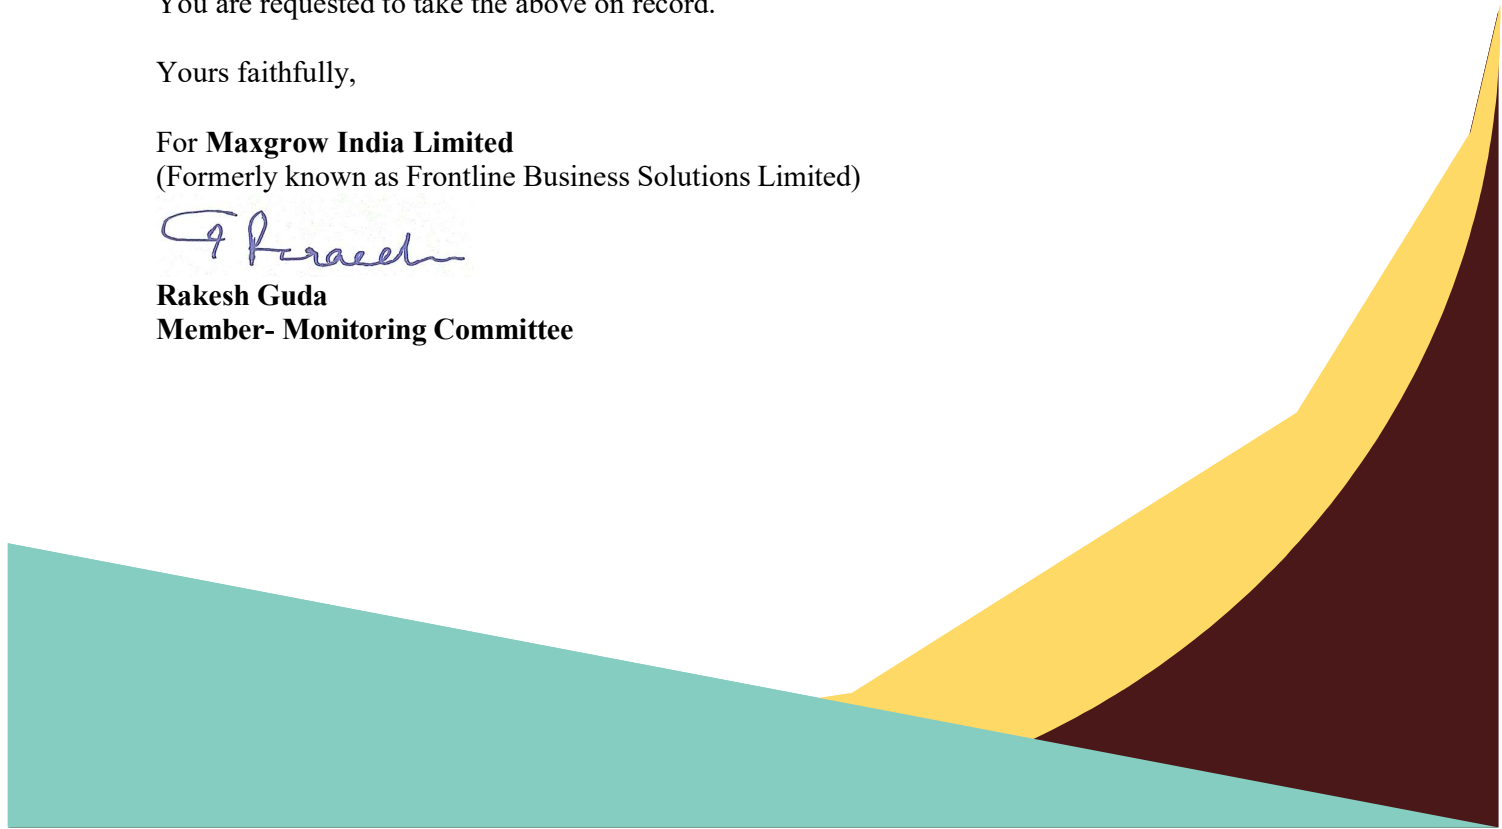 You are requested to take the above on record.
Yours faithfully,
For Maxgrow India Limited
(Formerly known as Frontline Business Solutions Limited)
Rakesh Guda
Member- Monitoring Committee